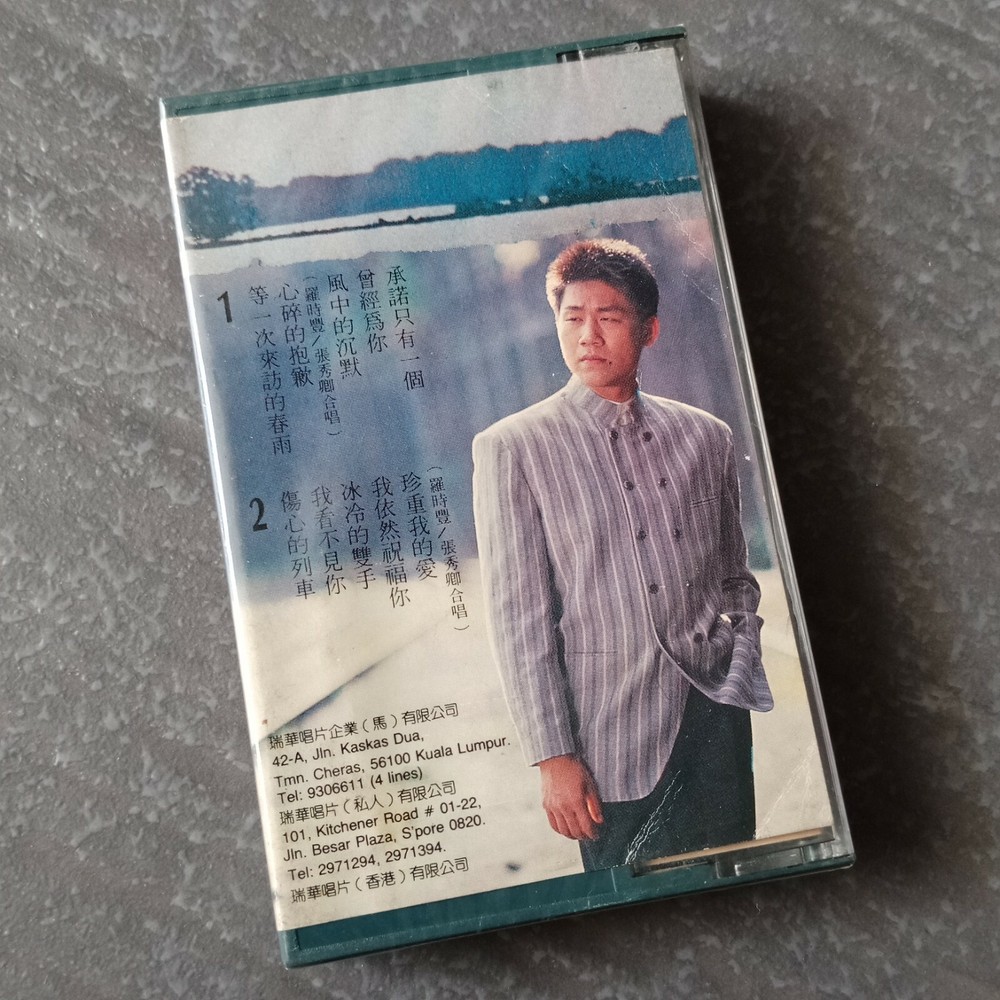 1
等一次來訪的春雨
心碎的抱歉
（羅時豐／張秀卿合唱）
風中的沉默
曾經爲你
承諾只有一個
2
傷心的列車
我看不見你
冰冷的雙手
我依然祝福你
珍重我的愛
（羅時豐／張秀卿合唱）
瑞華唱片企業（馬）有限公司
42-A, Jln. Kaskas Dua,
Tmn. Cheras, 56100 Kuala Lumpur.
Tel: 9306611 (4 lines)
瑞華唱片（私人）有限公司
101, Kitchener Road # 01-22,
Jln. Besar Plaza, S'pore 0820.
Tel: 2971294, 2971394.
瑞華唱片（香港）有限公司